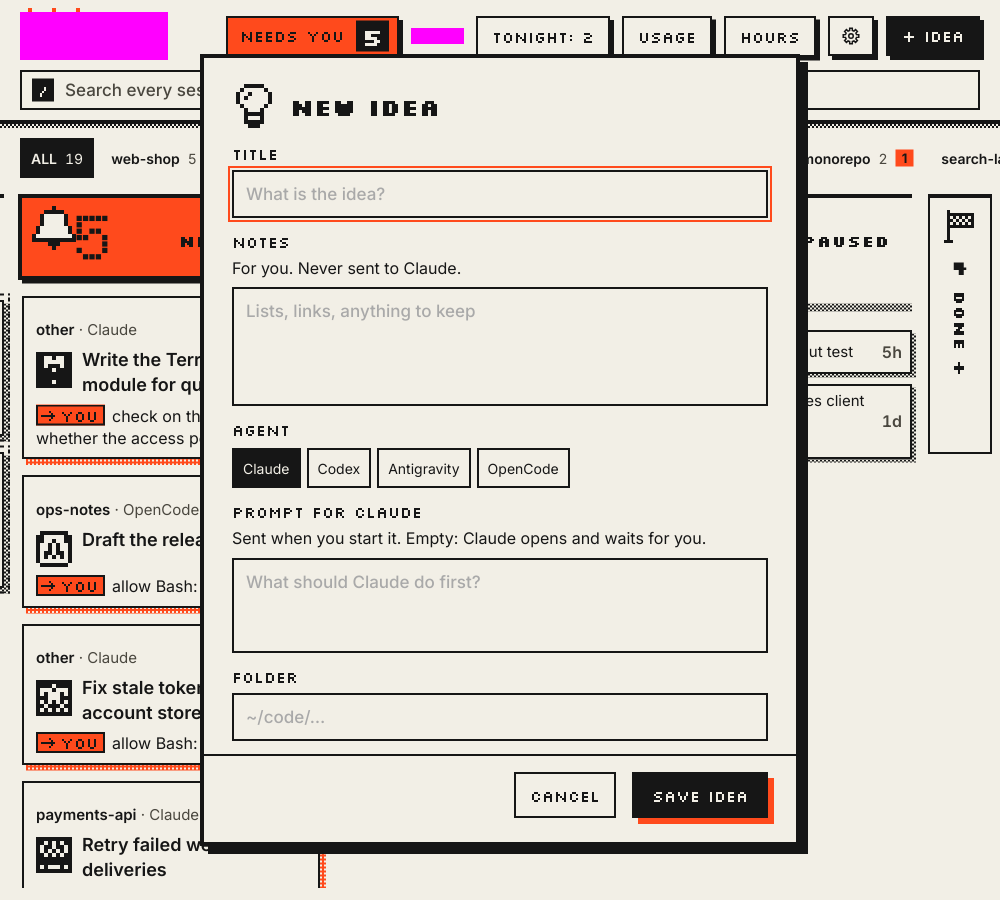 NEEDS YOU 5
TONIGHT: 2
USAGE
HOURS
+ IDEA
/ Search every ses
ALL 19
web-shop 5
monorepo 2 1
search-la
5
PAUSED
other · Claude
Write the Terr
module for qu
→ YOU check on th
whether the access p
ops-notes · OpenCode
Draft the relea
→ YOU allow Bash:
other · Claude
Fix stale token
account store
→ YOU allow Bash:
payments-api · Claude
Retry failed we
deliveries
NEW IDEA
TITLE
What is the idea?
NOTES
For you. Never sent to Claude.
Lists, links, anything to keep
AGENT
Claude
Codex
Antigravity
OpenCode
PROMPT FOR CLAUDE
Sent when you start it. Empty: Claude opens and waits for you.
What should Claude do first?
FOLDER
~/code/...
CANCEL
SAVE IDEA
ut test 5h
es client
1d
4 DONE +